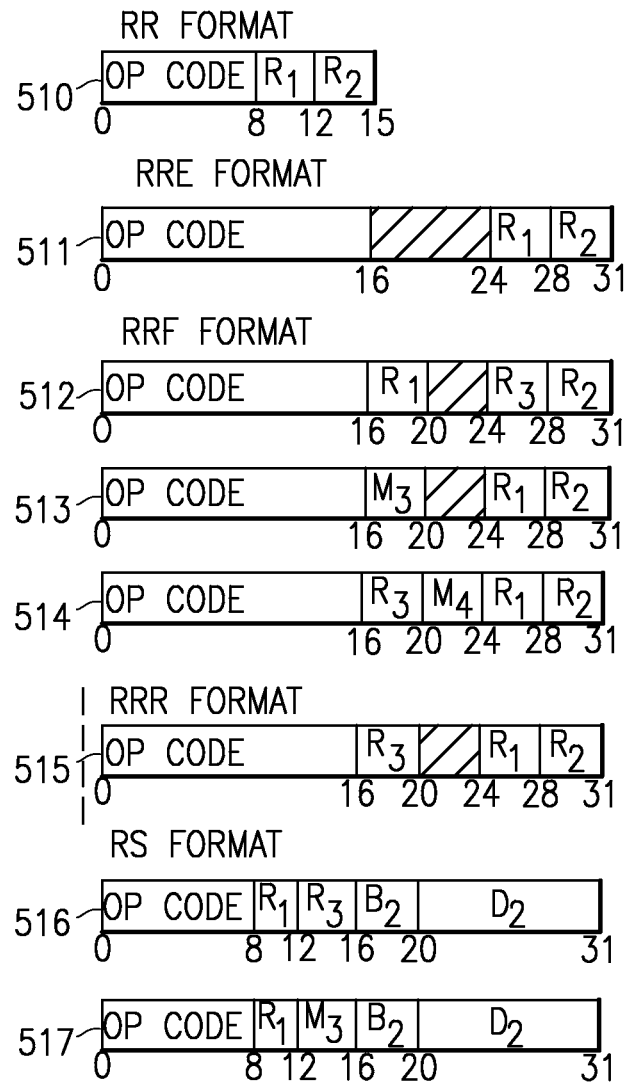 RR FORMAT
510 OP CODE R1 R2
0 8 12 15
RRE FORMAT
511 OP CODE R1 R2
0 16 24 28 31
RRF FORMAT
512 OP CODE R1 R3 R2
0 16 20 24 28 31
513 OP CODE M3 R1 R2
0 16 20 24 28 31
514 OP CODE R3 M4 R1 R2
0 16 20 24 28 31
RRR FORMAT
515 OP CODE R3 R1 R2
0 16 20 24 28 31
RS FORMAT
516 OP CODE R1 R3 B2 D2
0 8 12 16 20 31
517 OP CODE R1 M3 B2 D2
0 8 12 16 20 31